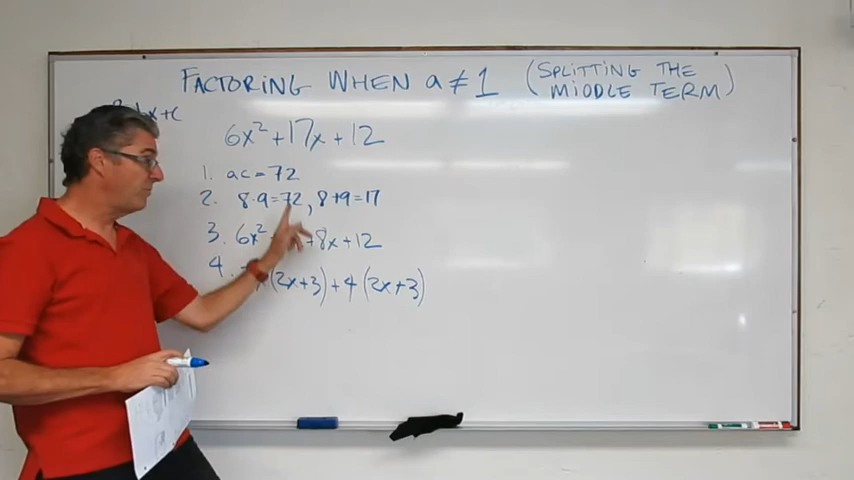 FACTORING WHEN a ≠ 1 (SPLITTING THE MIDDLE TERM)
bx+c
6x²+17x+12
1. ac=72
2. 8·9=72, 8+9=17
3. 6x²+ +8x+12
4. (2x+3)+4(2x+3)